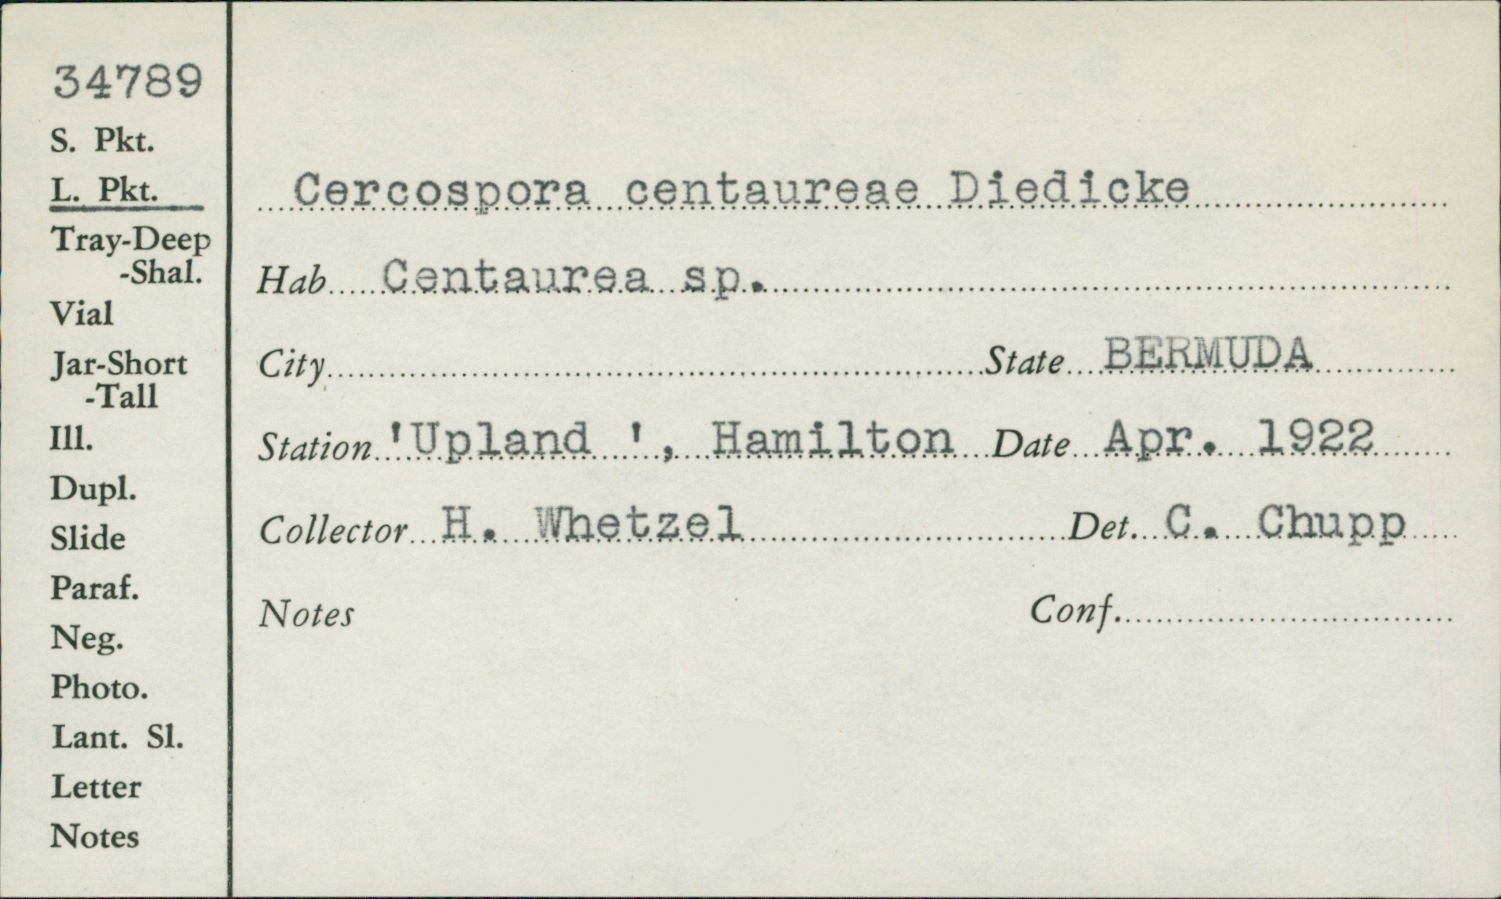 34789
S. Pkt.
L. Pkt.
Tray-Deep
-Shal.
Vial
Jar-Short
-Tall
Ill.
Dupl.
Slide
Paraf.
Neg.
Photo.
Lant. Sl.
Letter
Notes
Cercospora centaureae Diedicke
Hab Centaurea sp.
City State BERMUDA
Station 'Upland ', Hamilton Date Apr. 1922
Collector H. Whetzel Det. C. Chupp
Notes Conf.